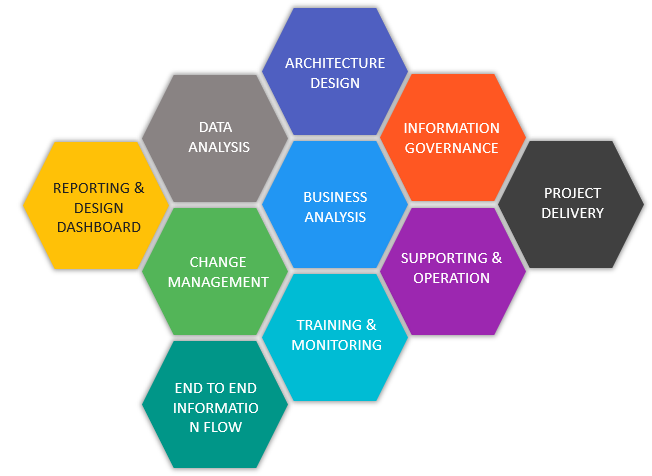 ARCHITECTURE
DESIGN
DATA
ANALYSIS
INFORMATION
GOVERNANCE
REPORTING &
DESIGN
DASHBOARD
BUSINESS
ANALYSIS
PROJECT
DELIVERY
CHANGE
MANAGEMENT
SUPPORTING &
OPERATION
TRAINING &
MONITORING
END TO END
INFORMATIO
N FLOW